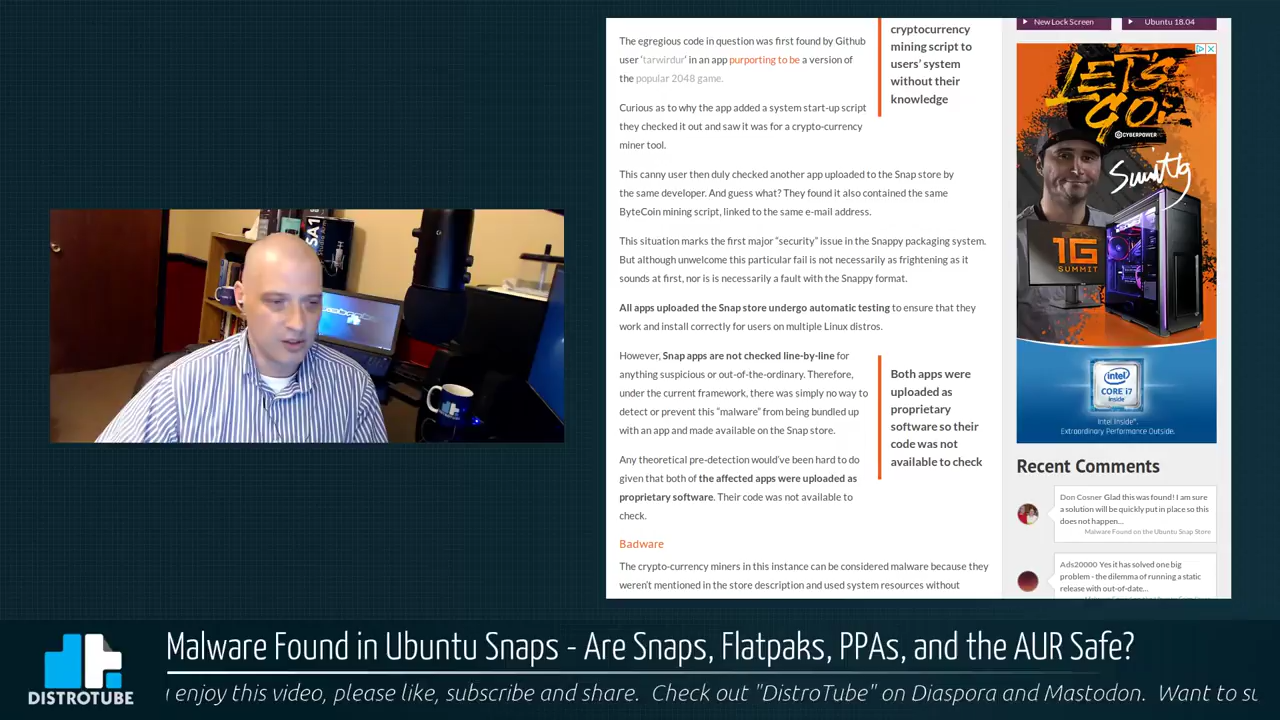 cryptocurrency
mining script to
users' system
without their
knowledge
The egregious code in question was first found by Github
user 'tarwirdur' in an app purporting to be a version of
the popular 2048 game.
Curious as to why the app added a system start-up script
they checked it out and saw it was for a crypto-currency
miner tool.
This canny user then duly checked another app uploaded to the Snap store by
the same developer. And guess what? They found it also contained the same
ByteCoin mining script, linked to the same e-mail address.
This situation marks the first major “security” issue in the Snappy packaging system.
But although unwelcome this particular fail is not necessarily as frightening as it
sounds at first, nor is is necessarily a fault with the Snappy format.
All apps uploaded the Snap store undergo automatic testing to ensure that they
work and install correctly for users on multiple Linux distros.
However, Snap apps are not checked line-by-line for
anything suspicious or out-of-the-ordinary. Therefore,
under the current framework, there was simply no way to
detect or prevent this “malware” from being bundled up
with an app and made available on the Snap store.
Both apps were
uploaded as
proprietary
software so their
code was not
available to check
Any theoretical pre-detection would've been hard to do
given that both of the affected apps were uploaded as
proprietary software. Their code was not available to
check.
Badware
The crypto-currency miners in this instance can be considered malware because they
weren't mentioned in the store description and used system resources without
New Lock Screen
Ubuntu 18.04
LET'S
GO.
CYBERPOWERPC
Smitty
1G
SUMMIT
intel
CORE i7
inside
Intel Inside®.
Extraordinary Performance Outside.
Recent Comments
Don Cosner Glad this was found! I am sure
a solution will be quickly put in place so this
does not happen...
Malware Found on the Ubuntu Snap Store
Ads20000 Yes it has solved one big
problem - the dilemma of running a static
release with out-of-date...
Malware Found in Ubuntu Snaps - Are Snaps, Flatpaks, PPAs, and the AUR Safe?
DISTROTUBE
enjoy this video, please like, subscribe and share. Check out "DistroTube" on Diaspora and Mastodon. Want to su